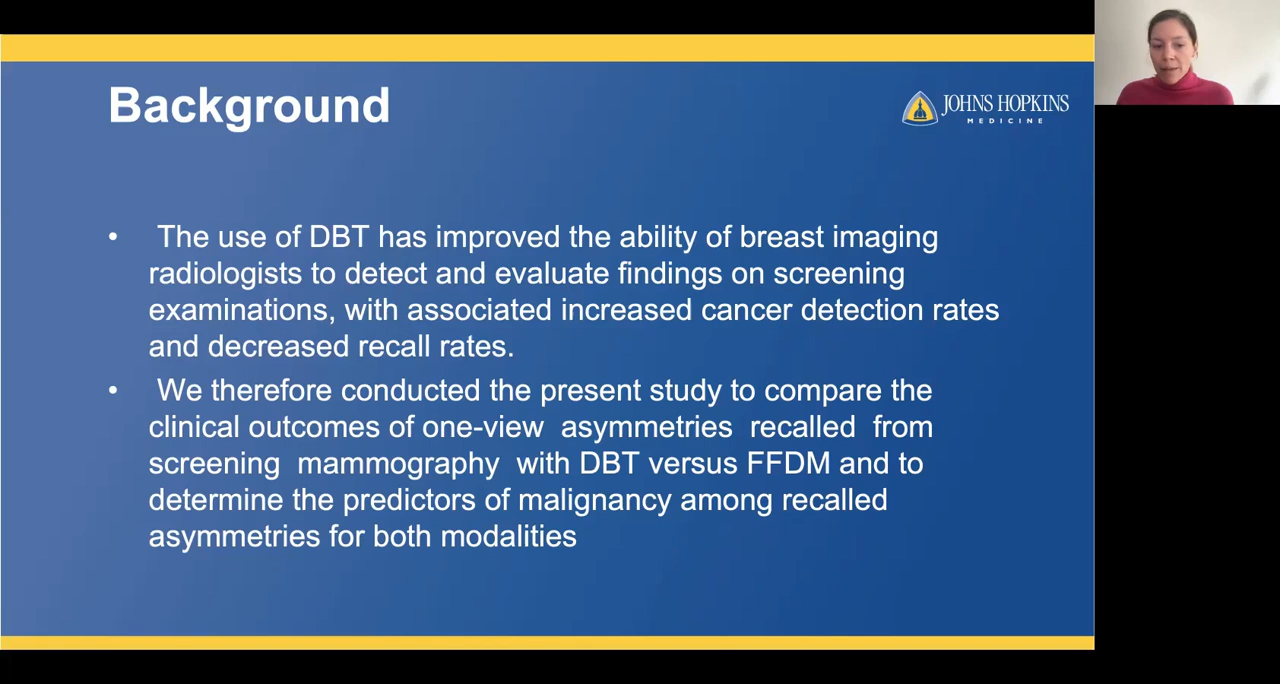 Background
JOHNS HOPKINS
MEDICINE
• The use of DBT has improved the ability of breast imaging
radiologists to detect and evaluate findings on screening
examinations, with associated increased cancer detection rates
and decreased recall rates.
• We therefore conducted the present study to compare the
clinical outcomes of one-view asymmetries recalled from
screening mammography with DBT versus FFDM and to
determine the predictors of malignancy among recalled
asymmetries for both modalities